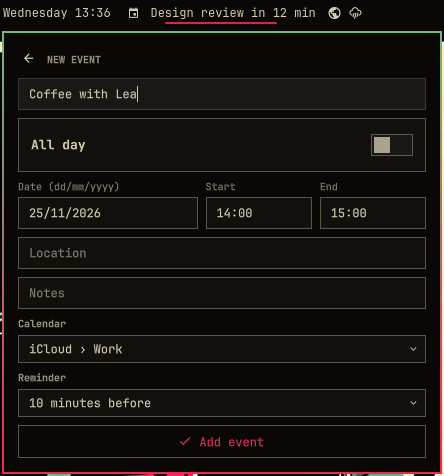 Wednesday 13:36 Design review in 12 min
NEW EVENT
Coffee with Lea
All day
Date (dd/mm/yyyy) Start End
25/11/2026 14:00 15:00
Location
Notes
Calendar
iCloud › Work
Reminder
10 minutes before
Add event